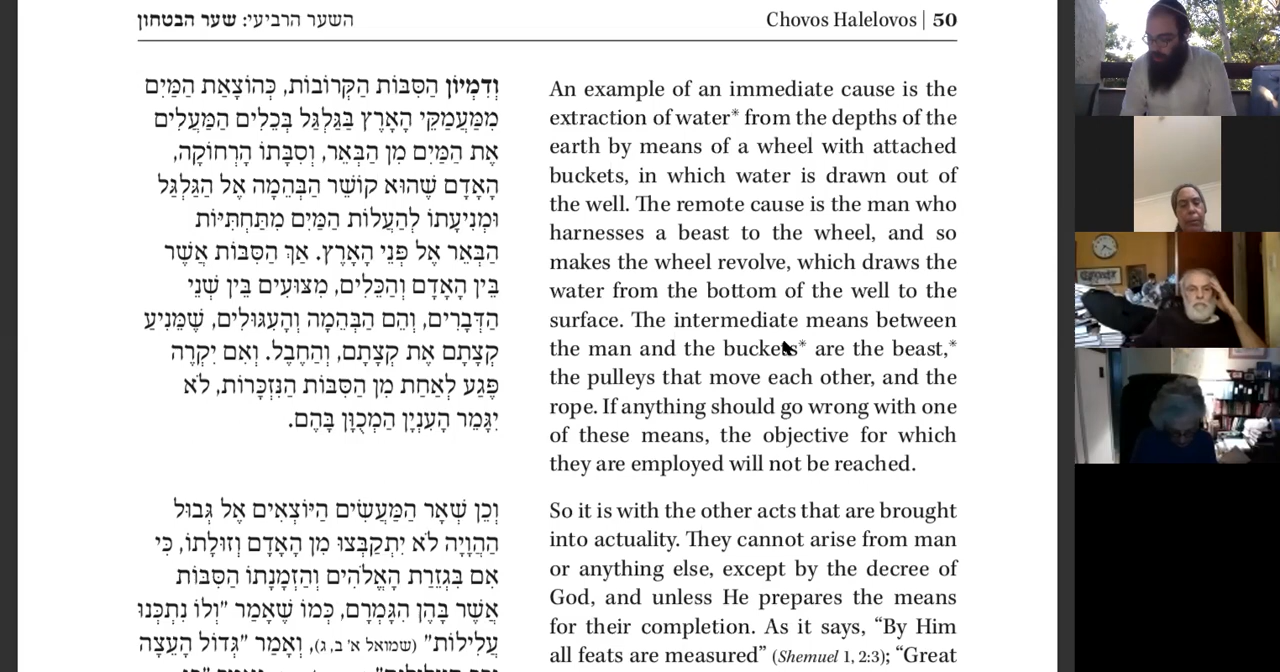 השער הרביעי: שער הבטחון
Chovos Halelovos | 50
וְדִמְיוֹן הַסִּבּוֹת הַקְּרוֹבוֹת, כְּהוֹצָאַת הַמַּיִם
מִמַּעֲמַקֵּי הָאָרֶץ בַּגַּלְגַּל בְּכֵלִים הַמַּעֲלִים
אֶת הַמַּיִם מִן הַבְּאֵר, וְסִבָּתוֹ הָרְחוֹקָה,
הָאָדָם שֶׁהוּא קוֹשֵׁר הַבְּהֵמָה אֶל הַגַּלְגַּל
וּמְנִיעָתוֹ לְהַעֲלוֹת הַמַּיִם מִתַּחְתִּיּוֹת
הַבְּאֵר אֶל פְּנֵי הָאָרֶץ. אַךְ הַסִּבּוֹת אֲשֶׁר
בֵּין הָאָדָם וְהַכֵּלִים, מִצּוּעִים בֵּין שְׁנֵי
הַדְּבָרִים, וְהֵם הַבְּהֵמָה וְהָעִגּוּלִים, שֶׁמֵּנִיעַ
קְצָתָם אֶת קְצָתָם, וְהַחֶבֶל. וְאִם יִקְרֶה
פֶּגַע לְאַחַת מִן הַסִּבּוֹת הַנִּזְכָּרוֹת, לֹא
יִגָּמֵר הָעִנְיָן הַמְכֻוָּן בָּהֶם.
וְכֵן שְׁאָר הַמַּעֲשִׂים הַיּוֹצְאִים אֶל גְּבוּל
הַהֲוָיָה לֹא יִתְקַבְּצוּ מִן הָאָדָם וְזוּלָתוֹ, כִּי
אִם בִּגְזֵרַת הָאֱלֹהִים וְהַזְמָנָתוֹ הַסִּבּוֹת
אֲשֶׁר בָּהֶן הִגָּמְרָם, כְּמוֹ שֶׁאָמַר "וְלוֹ נִתְכְּנוּ
עֲלִילוֹת" (שמואל א' ב, ג), וְאָמַר "גְּדוֹל הָעֵצָה
An example of an immediate cause is the
extraction of water* from the depths of the
earth by means of a wheel with attached
buckets, in which water is drawn out of
the well. The remote cause is the man who
harnesses a beast to the wheel, and so
makes the wheel revolve, which draws the
water from the bottom of the well to the
surface. The intermediate means between
the man and the buckets* are the beast,*
the pulleys that move each other, and the
rope. If anything should go wrong with one
of these means, the objective for which
they are employed will not be reached.
So it is with the other acts that are brought
into actuality. They cannot arise from man
or anything else, except by the decree of
God, and unless He prepares the means
for their completion. As it says, “By Him
all feats are measured” (Shemuel 1, 2:3); “Great